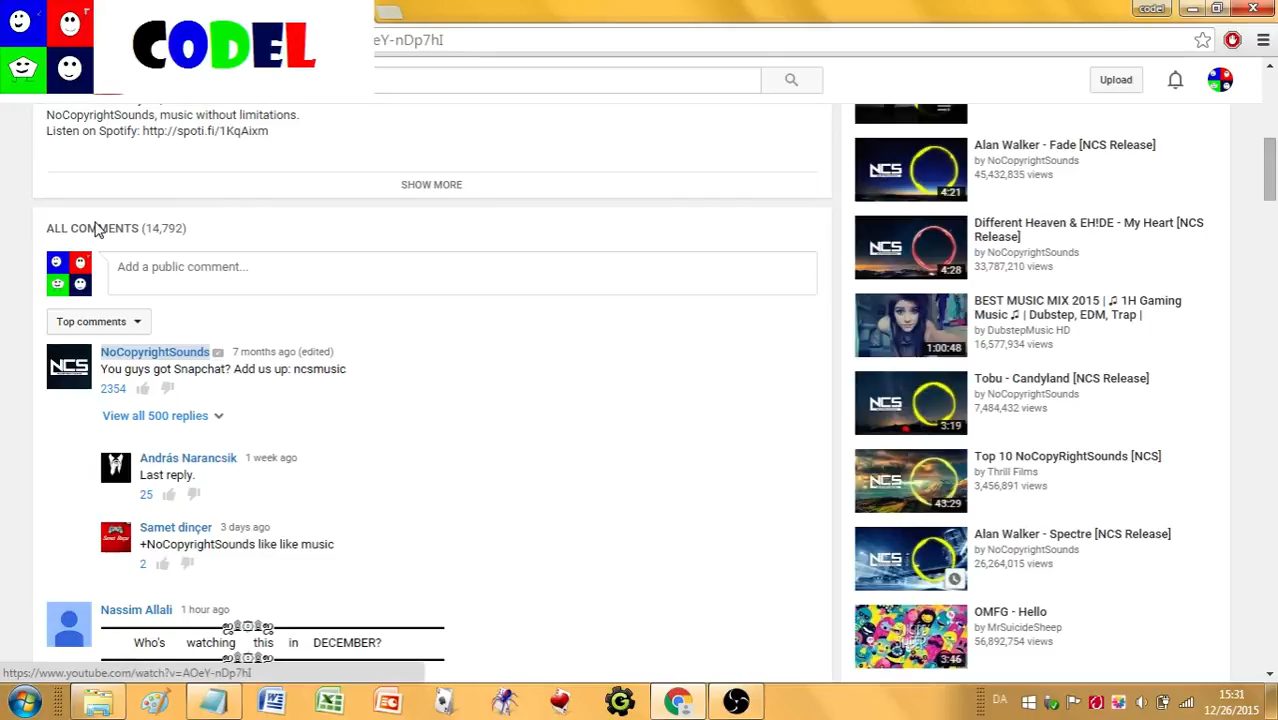 CODEL
codel
eY-nDp7hI
Upload
NoCopyrightSounds, music without limitations.
Listen on Spotify: http://spoti.fi/1KqAixm
SHOW MORE
ALL COMMENTS (14,792)
Add a public comment...
Top comments
NoCopyrightSounds 7 months ago (edited)
You guys got Snapchat? Add us up: ncsmusic
2354
View all 500 replies
András Narancsik 1 week ago
Last reply.
25
Samet dinçer 3 days ago
+NoCopyrightSounds like like music
2
Nassim Allali 1 hour ago
Who's watching this in DECEMBER?
NCS
4:21
Alan Walker - Fade [NCS Release]
by NoCopyrightSounds
45,432,835 views
NCS
4:28
Different Heaven & EH!DE - My Heart [NCS
Release]
by NoCopyrightSounds
33,787,210 views
1:00:48
BEST MUSIC MIX 2015 | ♫ 1H Gaming
Music ♫ | Dubstep, EDM, Trap |
by DubstepMusic HD
16,577,934 views
NCS
3:19
Tobu - Candyland [NCS Release]
by NoCopyrightSounds
7,484,432 views
NCS
43:29
Top 10 NoCopyRightSounds [NCS]
by Thrill Films
3,456,891 views
NCS
Alan Walker - Spectre [NCS Release]
by NoCopyrightSounds
26,264,015 views
3:46
OMFG - Hello
by MrSuicideSheep
56,892,754 views
https://www.youtube.com/watch?v=AOeY-nDp7hI
DA
15:31
12/26/2015